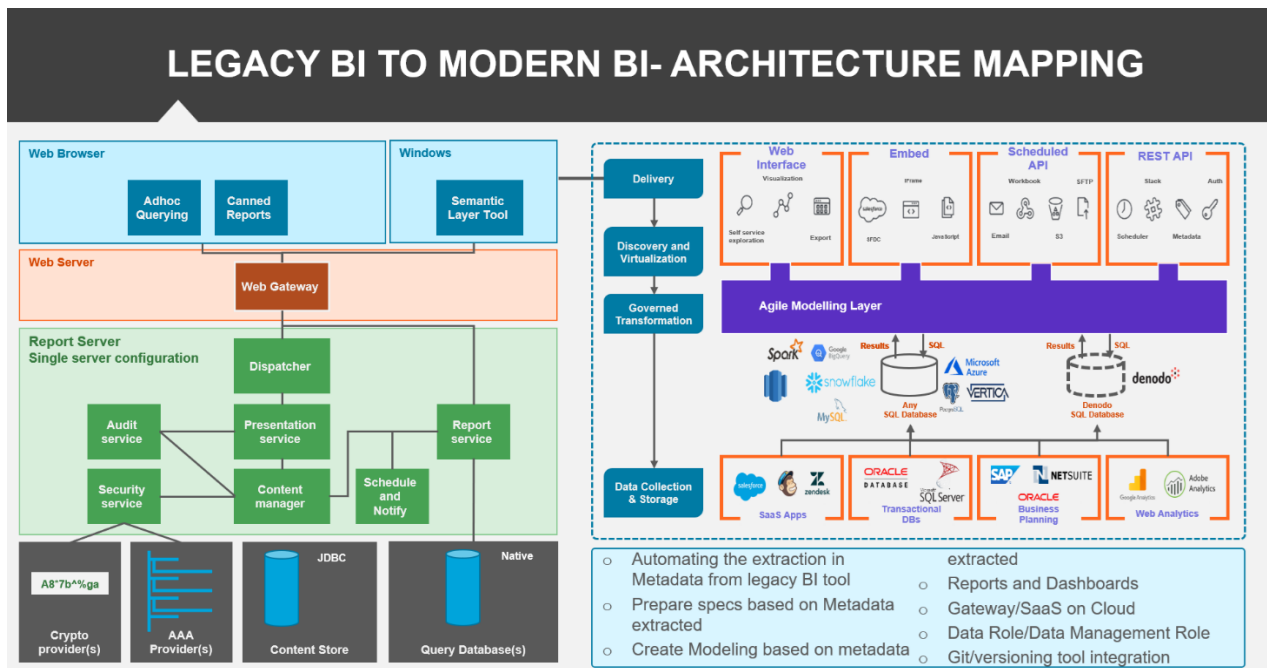 LEGACY BI TO MODERN BI- ARCHITECTURE MAPPING
Web Browser
Adhoc
Querying
Canned
Reports
Windows
Semantic
Layer Tool
Web Server
Web Gateway
Report Server
Single server configuration
Dispatcher
Audit
service
Presentation
service
Report
service
Security
service
Content
manager
Schedule
and
Notify
A8*7b^%ga
Crypto
provider(s)
AAA
Provider(s)
JDBC
Content Store
Native
Query Database(s)
Delivery
Discovery and
Virtualization
Governed
Transformation
Data Collection
& Storage
Web
Interface
Visualization
Self service
exploration
Export
Embed
iFrame
SFDC
JavaScript
salesforce
Scheduled
API
Workbook
SFTP
Email
S3
REST API
Slack
Auth
Scheduler
Metadata
Agile Modelling Layer
Results
SQL
Results
SQL
Spark
Google
Big Query
snowflake
MySQL
Any
SQL Database
Microsoft
Azure
PostgreSQL
VERTICA
denodo
Denodo
SQL Database
salesforce
zendesk
SaaS Apps
ORACLE
DATABASE
Microsoft
SQL Server
Transactional
DBs
SAP
NETSUITE
ORACLE
Business
Planning
Google Analytics
Adobe
Analytics
Web Analytics
o Automating the extraction in
Metadata from legacy BI tool
o Prepare specs based on Metadata
extracted
o Create Modeling based on metadata
extracted
o Reports and Dashboards
o Gateway/SaaS on Cloud
o Data Role/Data Management Role
o Git/versioning tool integration